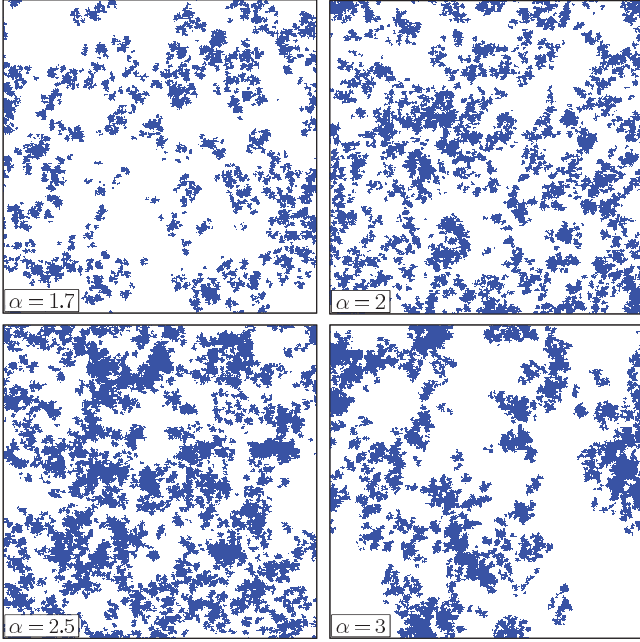 α = 1.7
α = 2
α = 2.5
α = 3